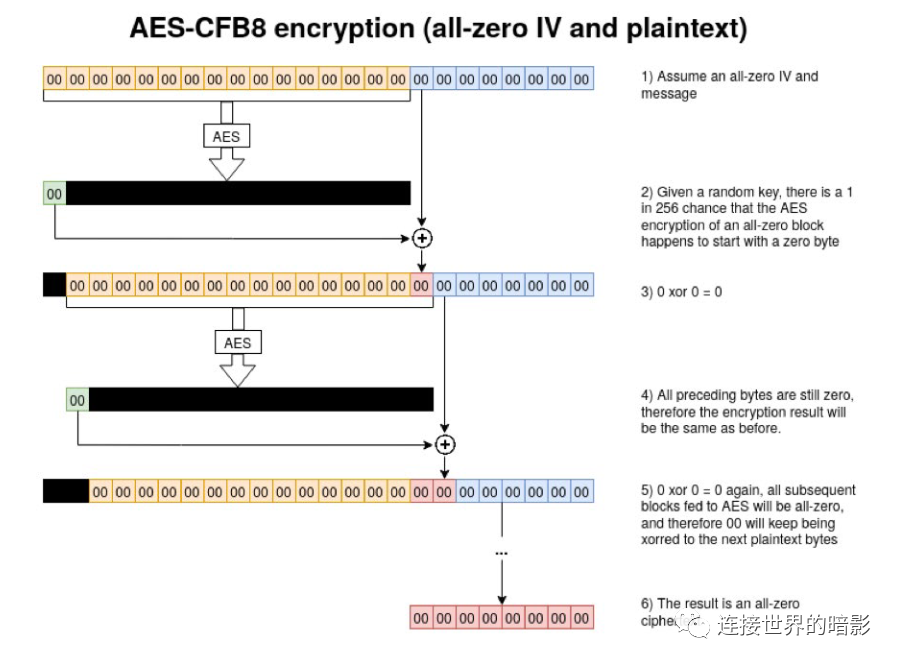 AES-CFB8 encryption (all-zero IV and plaintext)
00 00 00 00 00 00 00 00 00 00 00 00 00 00 00 00 00 00 00 00 00 00 00 00
1) Assume an all-zero IV and
message
AES
00
2) Given a random key, there is a 1
in 256 chance that the AES
encryption of an all-zero block
happens to start with a zero byte
+
00 00 00 00 00 00 00 00 00 00 00 00 00 00 00 00 00 00 00 00 00 00 00
3) 0 xor 0 = 0
AES
00
4) All preceding bytes are still zero,
therefore the encryption result will
be the same as before.
+
00 00 00 00 00 00 00 00 00 00 00 00 00 00 00 00 00 00 00 00 00 00
5) 0 xor 0 = 0 again, all subsequent
blocks fed to AES will be all-zero,
and therefore 00 will keep being
xorred to the next plaintext bytes
...
00 00 00 00 00 00 00 00
6) The result is an all-zero
连接世界的暗影